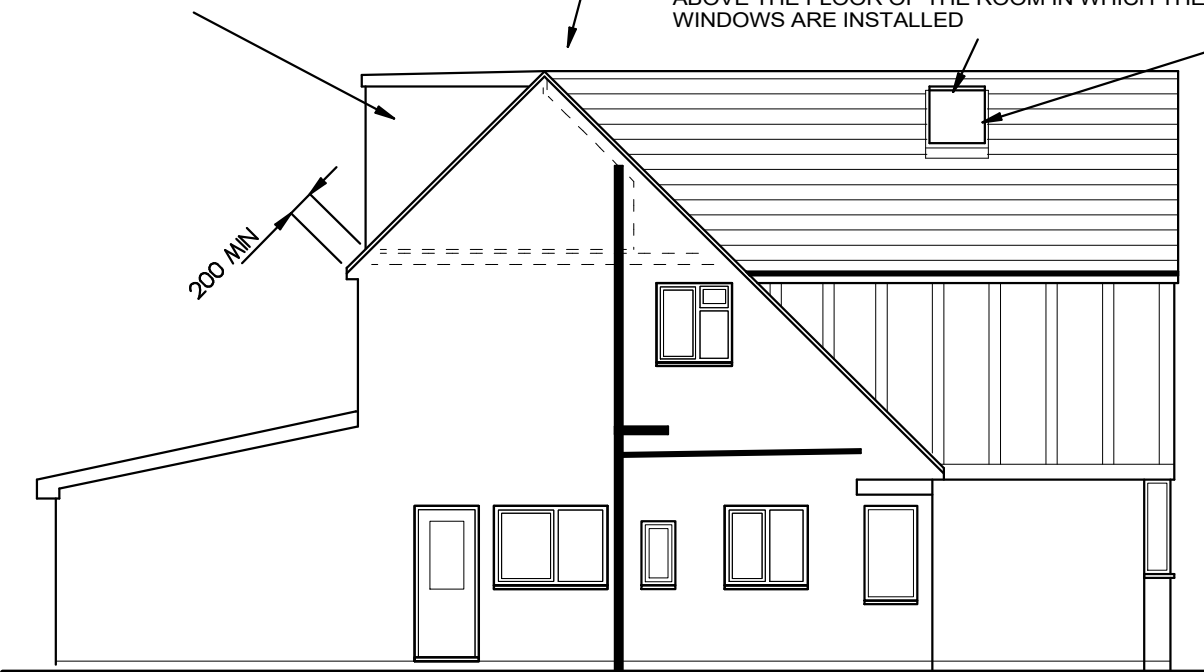 ABOVE THE FLOOR OF THE ROOM IN WHICH THE
WINDOWS ARE INSTALLED
200 MIN